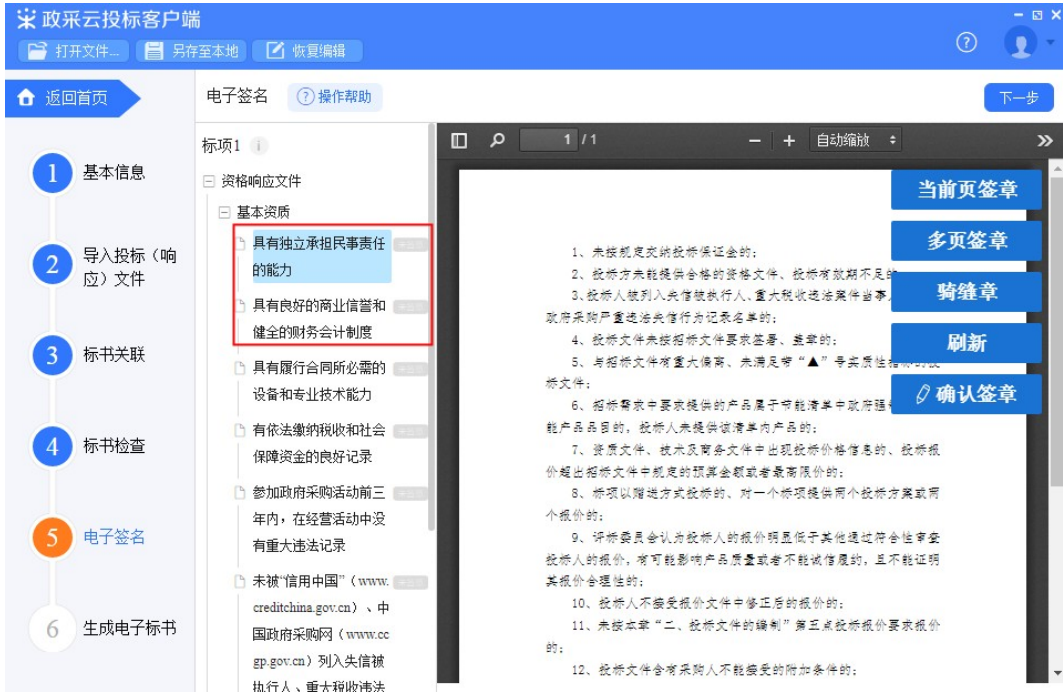 政采云投标客户端
打开文件...
另存至本地
恢复编辑
返回首页
电子签名
操作帮助
下一步
1 基本信息
2 导入投标（响
应）文件
3 标书关联
4 标书检查
5 电子签名
6 生成电子标书
标项1
资格响应文件
基本资质
具有独立承担民事责任
的能力
具有良好的商业信誉和
健全的财务会计制度
具有履行合同所必需的
设备和专业技术能力
有依法缴纳税收和社会
保障资金的良好记录
参加政府采购活动前三
年内，在经营活动中没
有重大违法记录
未被“信用中国”（www.
creditchina.gov.cn）、中
国政府采购网（www.cc
gp.gov.cn）列入失信被
执行人、重大税收违法
1 / 1
自动缩放
当前页签章
多页签章
骑缝章
刷新
确认签章
1、未按规定交纳投标保证金的；
2、投标方未能提供合格的资格文件、投标有效期不足的
3、投标人被列入失信被执行人、重大税收违法案件当事
政府采购严重违法失信行为记录名单的；
4、投标文件未按招标文件要求签署、盖章的；
5、与招标文件有重大偏离、未满足带“▲”号实质性指标的投
标文件；
6、招标需求中要求提供的产品属于节能清单中政府强
能产品品目的，投标人未提供该清单内产品的；
7、资质文件、技术及商务文件中出现投标价格信息的、投标报
价超出招标文件中规定的预算金额或者最高限价的；
8、标项以赠送方式投标的、对一个标项提供两个投标方案或两
个报价的；
9、评标委员会认为投标人的报价明显低于其他通过符合性审查
投标人的报价，有可能影响产品质量或者不能诚信履约，且不能证明
其报价合理性的；
10、投标人不接受报价文件中修正后的报价的；
11、未按本章“二、投标文件的编制”第五点投标报价要求报价
的；
12、投标文件含有采购人不能接受的附加条件的；